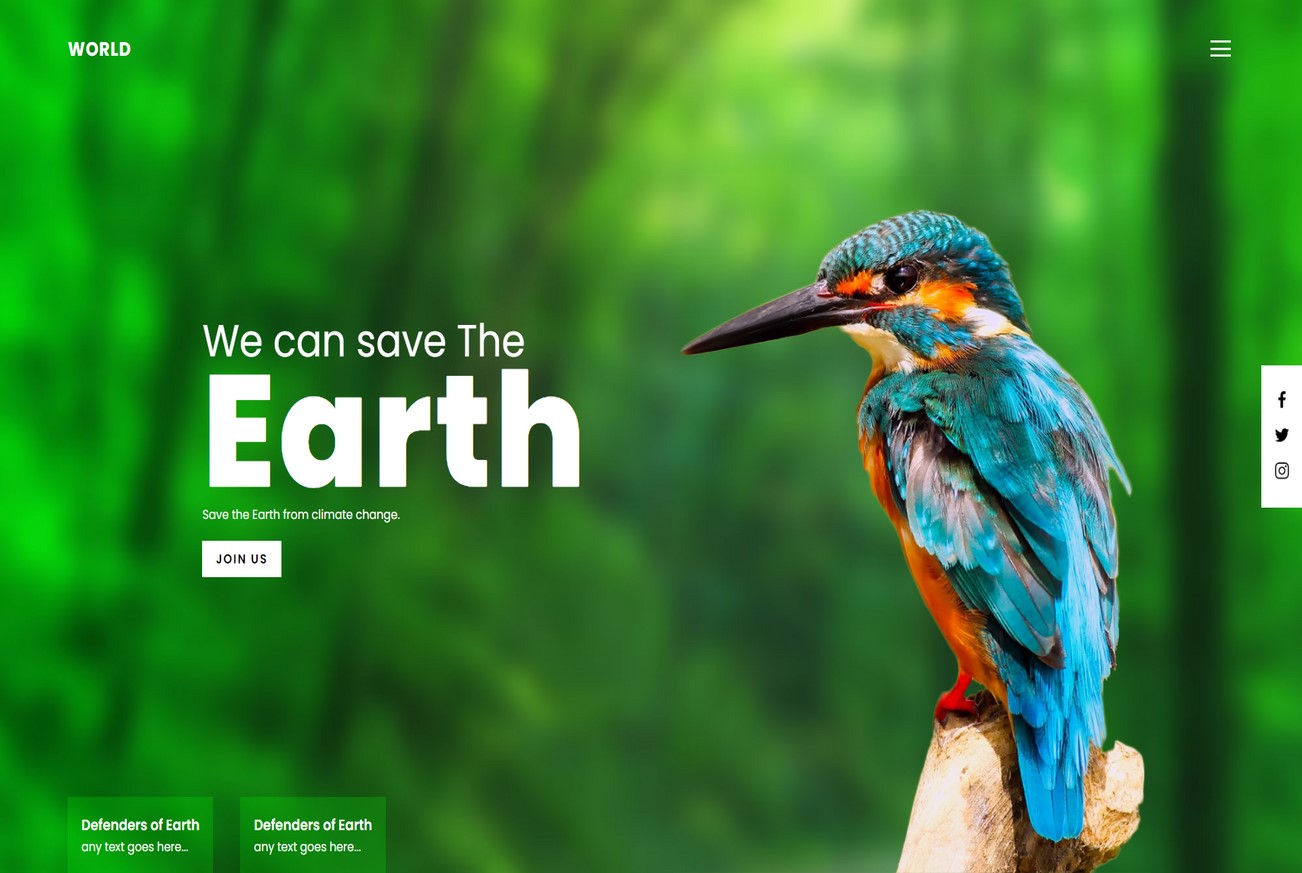 WORLD
We can save The
Earth
Save the Earth from climate change.
JOIN US
Defenders of Earth
any text goes here...
Defenders of Earth
any text goes here...